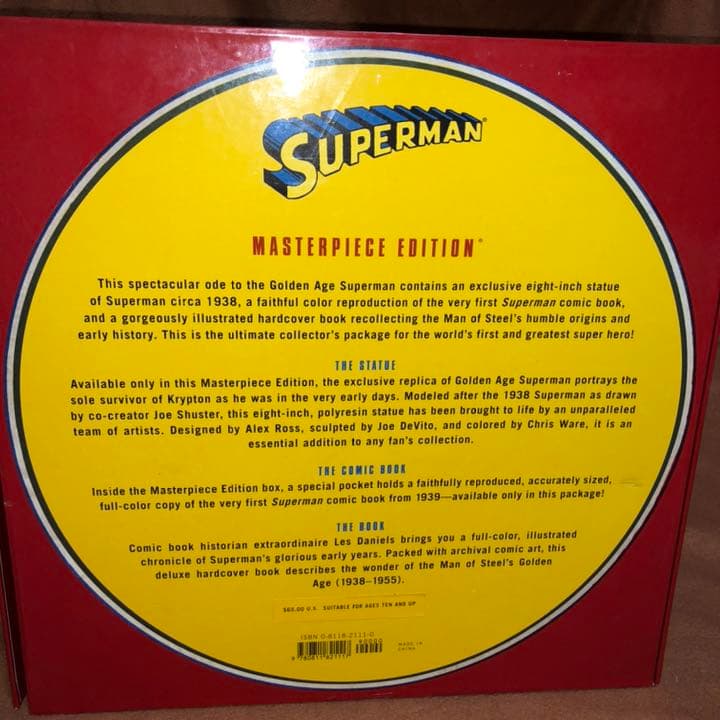 SUPERMAN®
MASTERPIECE EDITION®
This spectacular ode to the Golden Age Superman contains an exclusive eight-inch statue
of Superman circa 1938, a faithful color reproduction of the very first Superman comic book,
and a gorgeously illustrated hardcover book recollecting the Man of Steel's humble origins and
early history. This is the ultimate collector's package for the world's first and greatest super hero!
THE STATUE
Available only in this Masterpiece Edition, the exclusive replica of Golden Age Superman portrays the
sole survivor of Krypton as he was in the very early days. Modeled after the 1938 Superman as drawn
by co-creator Joe Shuster, this eight-inch, polyresin statue has been brought to life by an unparalleled
team of artists. Designed by Alex Ross, sculpted by Joe DeVito, and colored by Chris Ware, it is an
essential addition to any fan's collection.
THE COMIC BOOK
Inside the Masterpiece Edition box, a special pocket holds a faithfully reproduced, accurately sized,
full-color copy of the very first Superman comic book from 1939—available only in this package!
THE BOOK
Comic book historian extraordinaire Les Daniels brings you a full-color, illustrated
chronicle of Superman's glorious early years. Packed with archival comic art, this
deluxe hardcover book describes the wonder of the Man of Steel's Golden
Age (1938–1955).
$65.00 U.S. SUITABLE FOR AGES TEN AND UP
ISBN 0-8118-2111-0
90000
9 780811 821117
MADE IN
CHINA